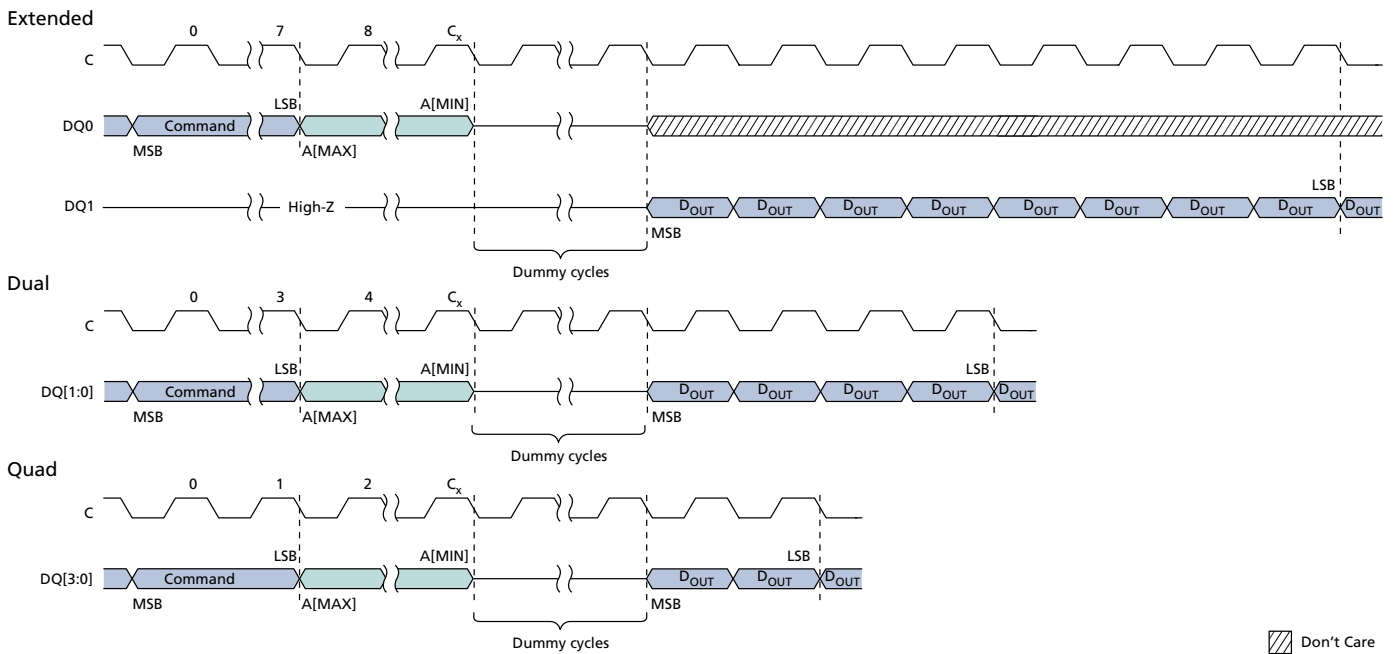 Extended
0 7 8 Cx
C
LSB A[MIN]
DQ0 Command
MSB A[MAX]
LSB
DQ1 High-Z DOUT DOUT DOUT DOUT DOUT DOUT DOUT DOUT DOUT
MSB
Dummy cycles
Dual
0 3 4 Cx
C
LSB A[MIN] LSB
DQ[1:0] Command DOUT DOUT DOUT DOUT DOUT
MSB A[MAX] MSB
Dummy cycles
Quad
0 1 2 Cx
C
LSB A[MIN] LSB
DQ[3:0] Command DOUT DOUT DOUT
MSB A[MAX] MSB
Dummy cycles
Don't Care